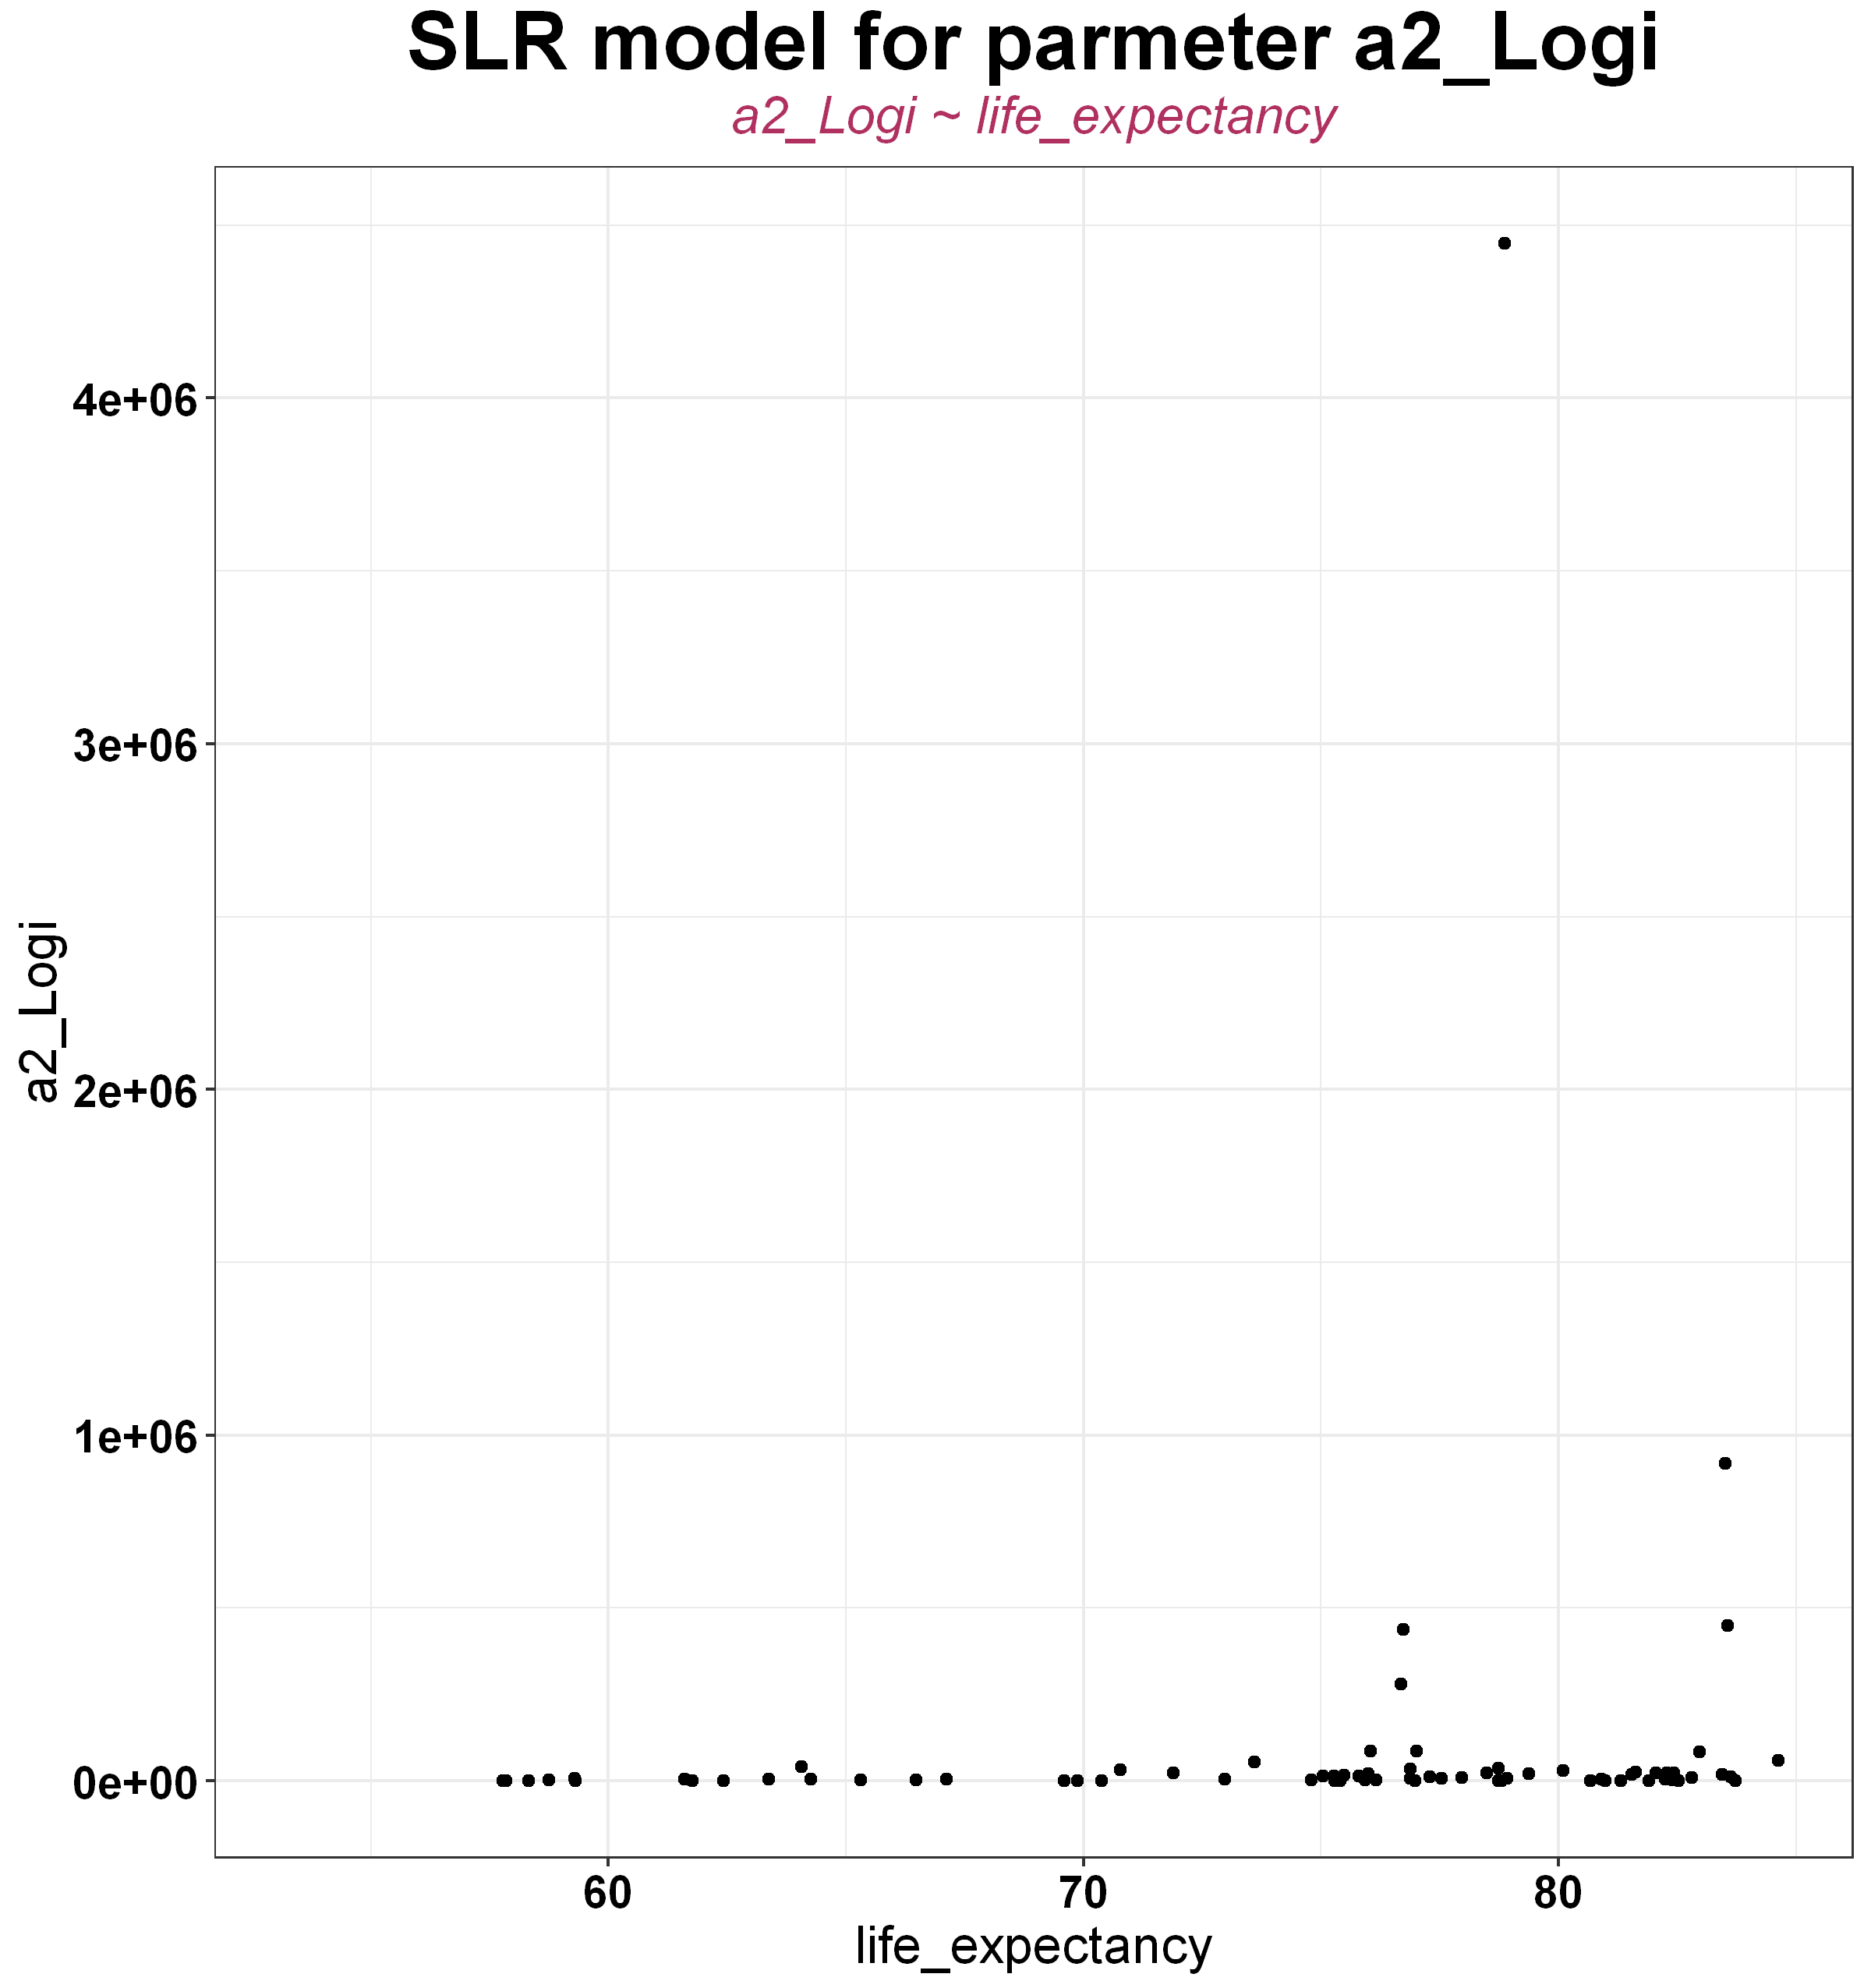 SLR model for parmeter a2_Logi
a2_Logi ~ life_expectancy
4e+06
3e+06
2e+06
1e+06
0e+00
a2_Logi
60 70 80
life_expectancy